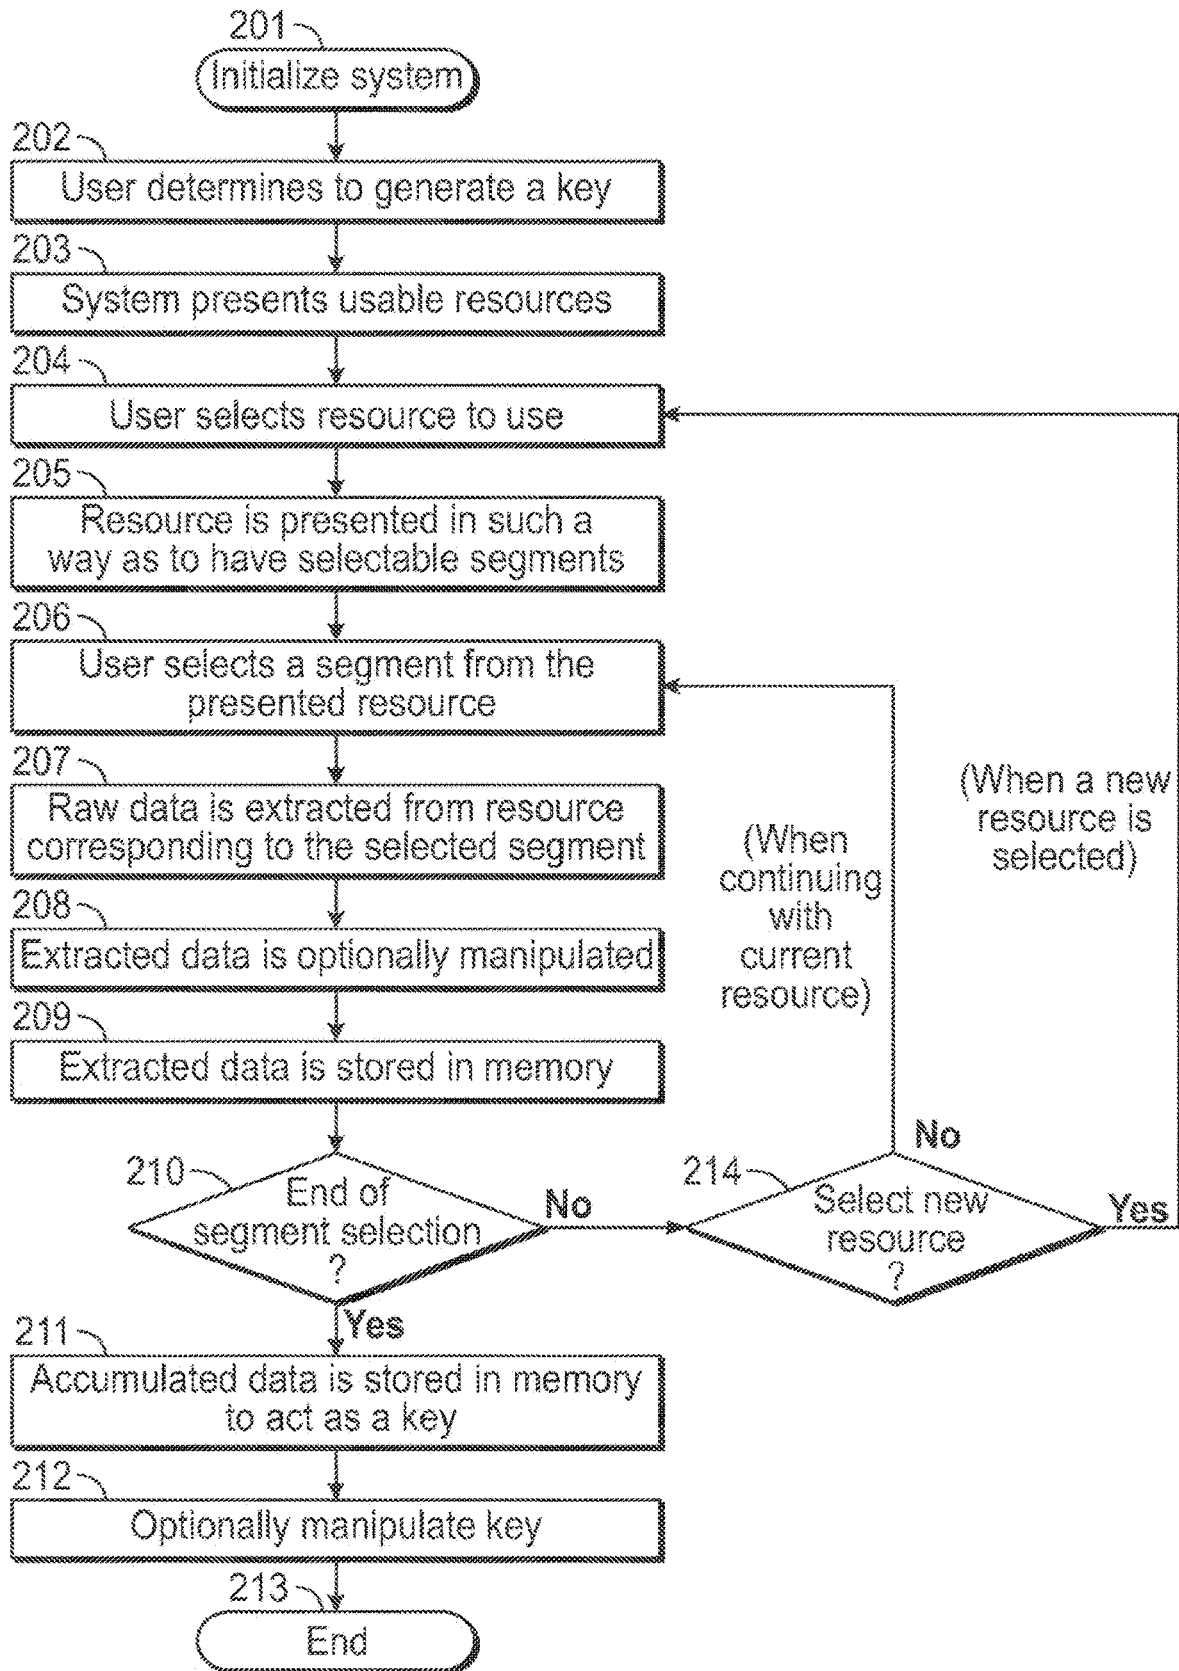 201
Initialize system
202
User determines to generate a key
203
System presents usable resources
204
User selects resource to use
205
Resource is presented in such a
way as to have selectable segments
206
User selects a segment from the
presented resource
207
Raw data is extracted from resource
corresponding to the selected segment
208
Extracted data is optionally manipulated
209
Extracted data is stored in memory
210
End of
segment selection
?
No
Yes
214
Select new
resource
?
No
Yes
(When
continuing
with
current
resource)
(When a new
resource is
selected)
211
Accumulated data is stored in memory
to act as a key
212
Optionally manipulate key
213
End